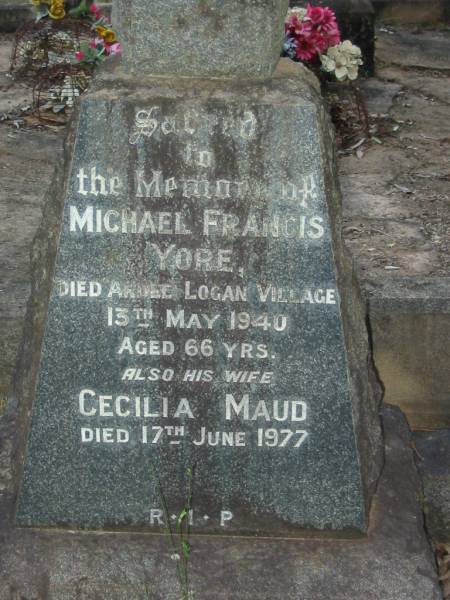 Sacred
to
the Memory of
MICHAEL FRANCIS
YORE,
DIED ARDEE LOGAN VILLAGE
13TH MAY 1940
AGED 66 YRS.
ALSO HIS WIFE
CECILIA MAUD
DIED 17TH JUNE 1977
R·I·P